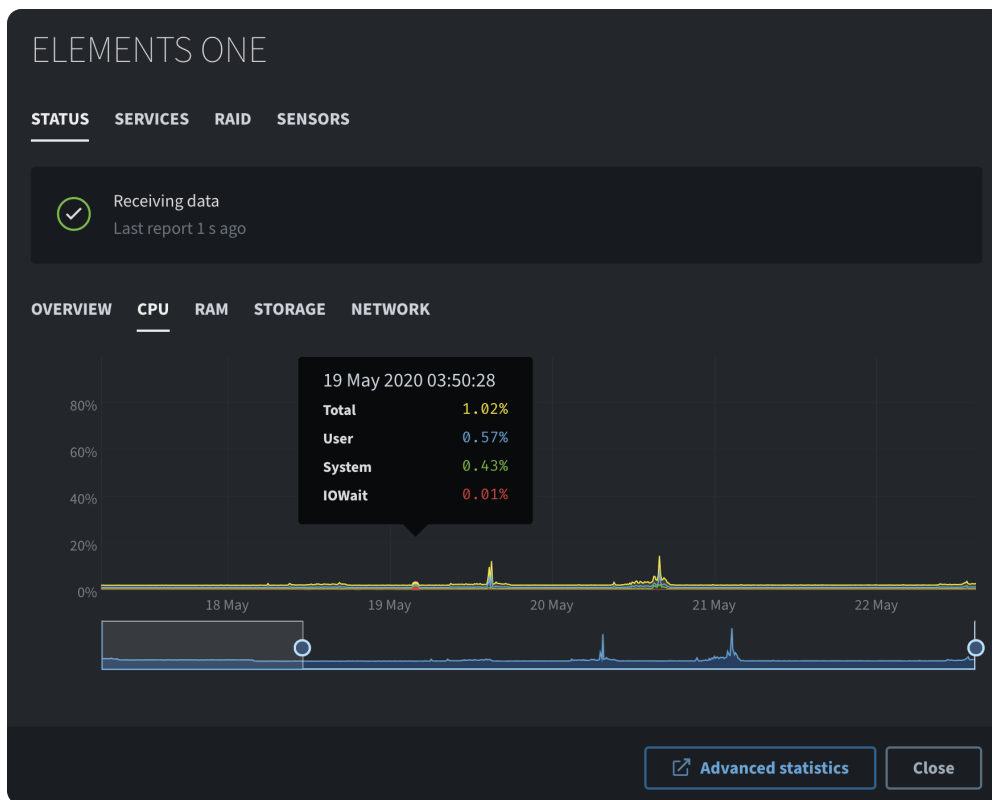 ELEMENTS ONE
STATUS SERVICES RAID SENSORS
Receiving data
Last report 1 s ago
OVERVIEW CPU RAM STORAGE NETWORK
19 May 2020 03:50:28
Total 1.02%
User 0.57%
System 0.43%
IOWait 0.01%
80%
60%
40%
20%
0%
18 May 19 May 20 May 21 May 22 May
Advanced statistics Close